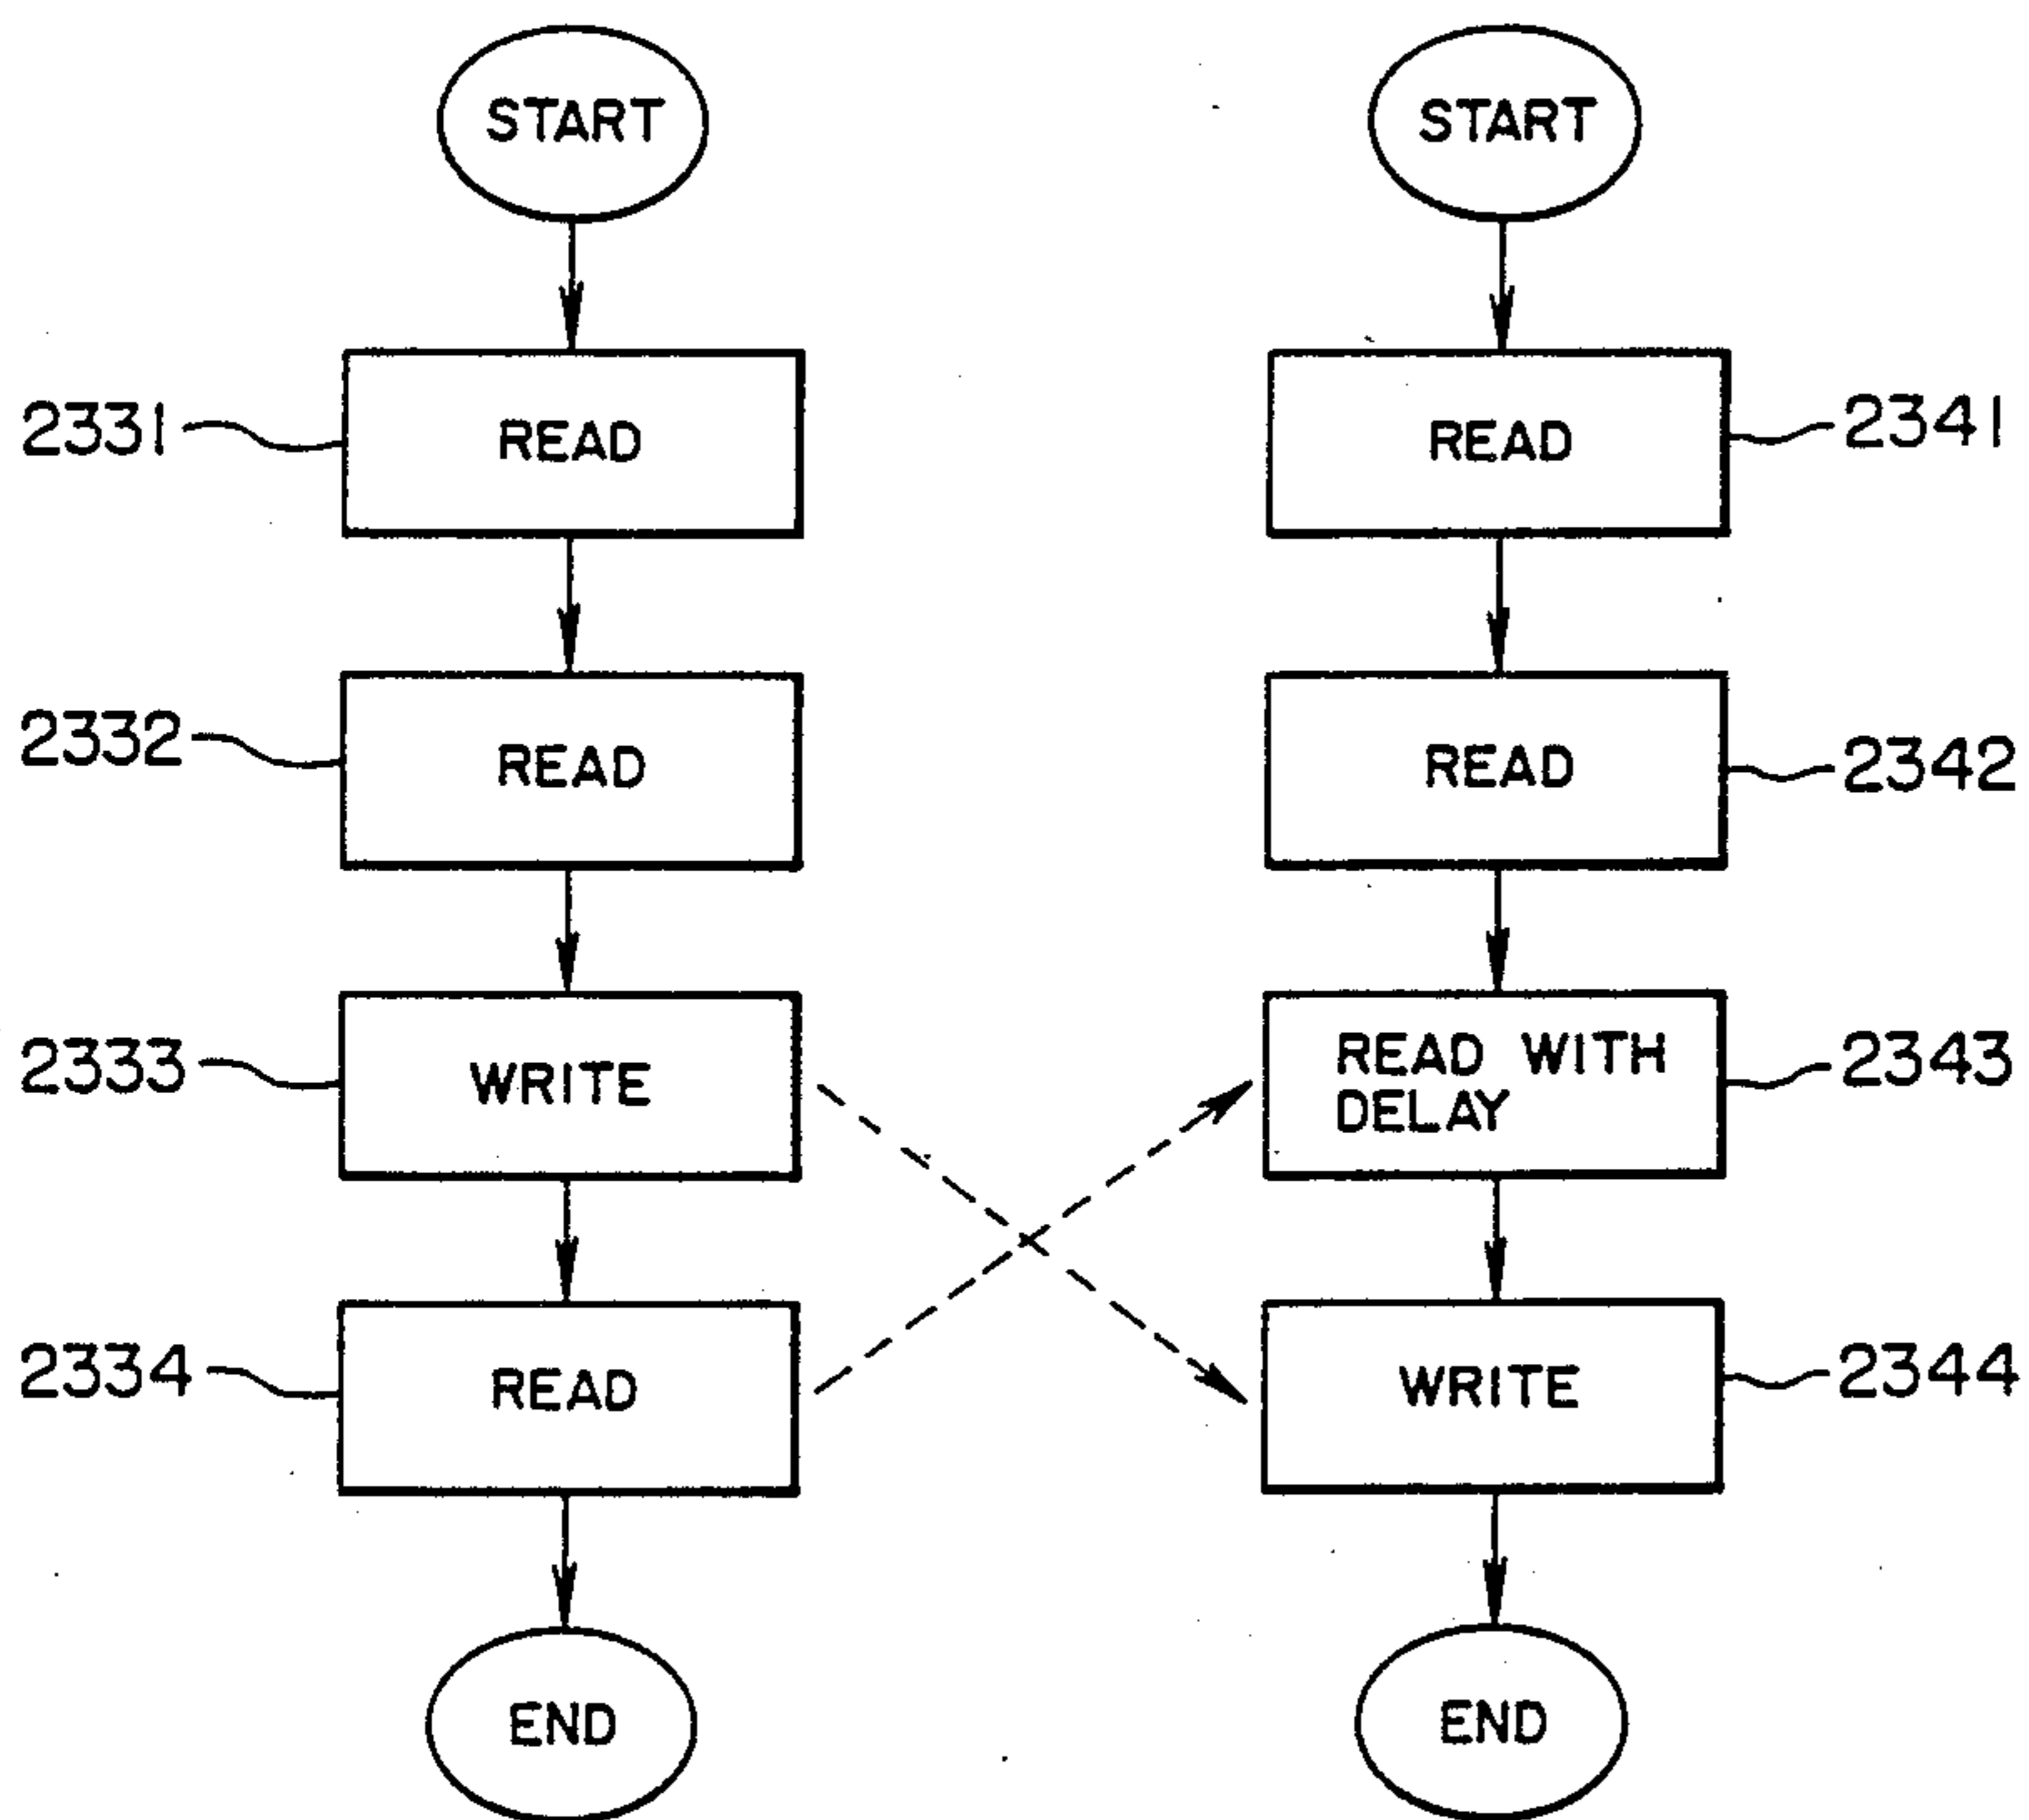 START
START
2331
READ
READ
2341
2332
READ
READ
2342
2333
WRITE
READ WITH
DELAY
2343
2334
READ
WRITE
2344
END
END